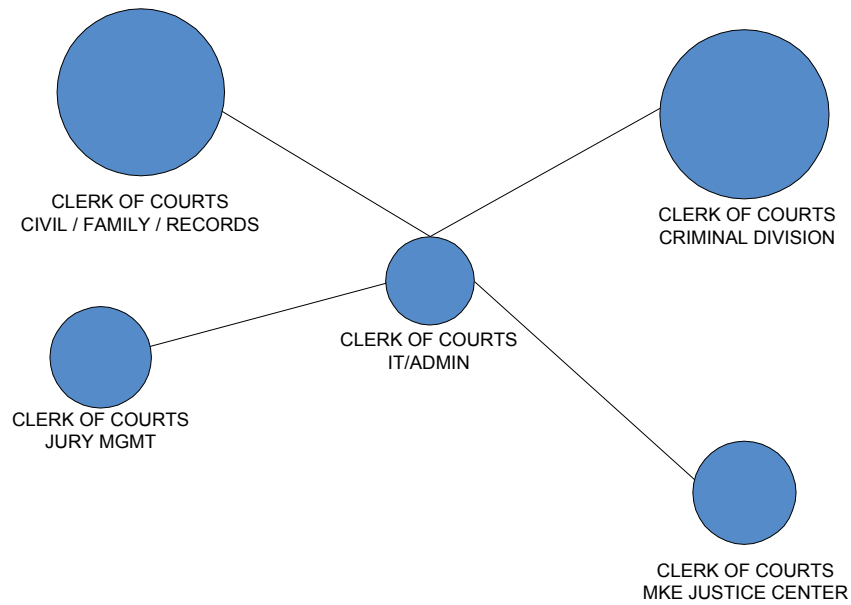 CLERK OF COURTS
CIVIL / FAMILY / RECORDS
CLERK OF COURTS
CRIMINAL DIVISION
CLERK OF COURTS
IT/ADMIN
CLERK OF COURTS
JURY MGMT
CLERK OF COURTS
MKE JUSTICE CENTER